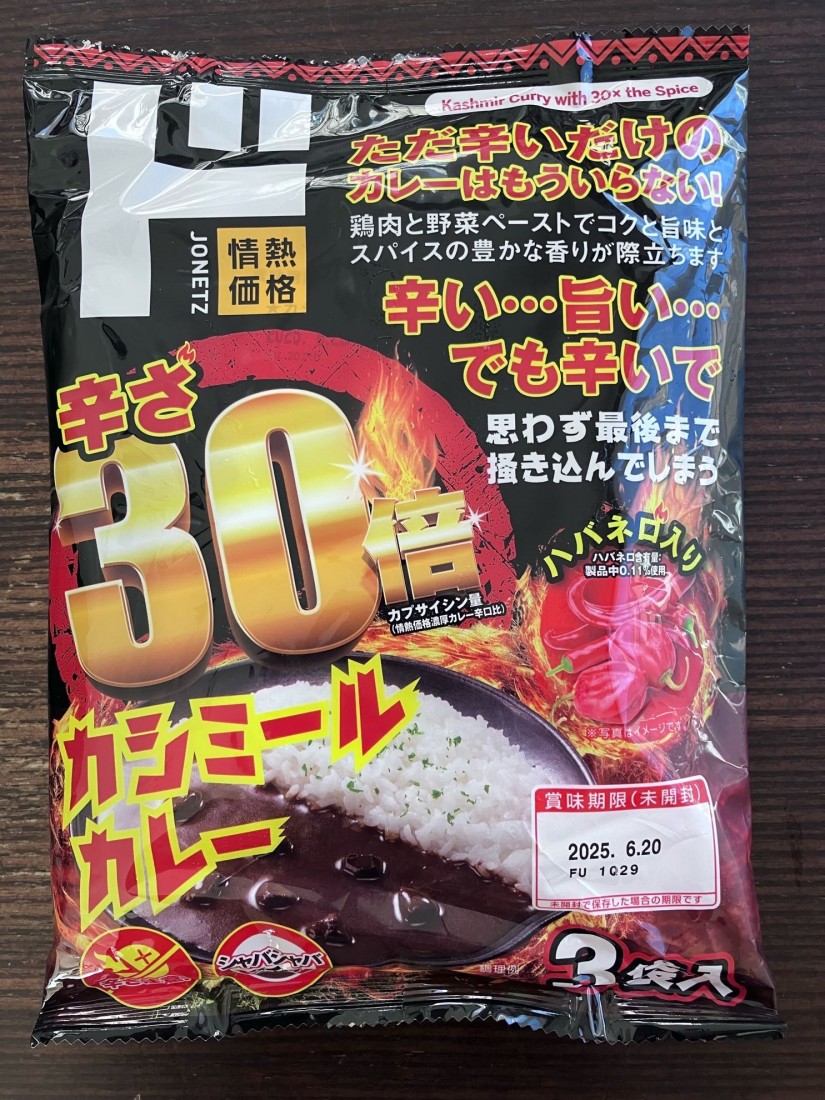 Kashmir Curry with 30× the Spice
ド
JONETZ
情熱
価格
ただ辛いだけの
カレーはもういらない!
鶏肉と野菜ペーストでコクと旨味と
スパイスの豊かな香りが際立ちます
辛い…旨い…
でも辛いで
思わず最後まで
掻き込んでしまう
辛さ
30倍
カプサイシン量
(情熱価格濃厚カレー辛口比)
ハバネロ入り
ハバネロ含有量:
製品中0.11%使用
※写真はイメージです
カシミール
カレー
賞味期限(未開封)
2025. 6.20
FU 1029
未開封で保存した場合の期限です
シャバシャバ
調理例
3袋入